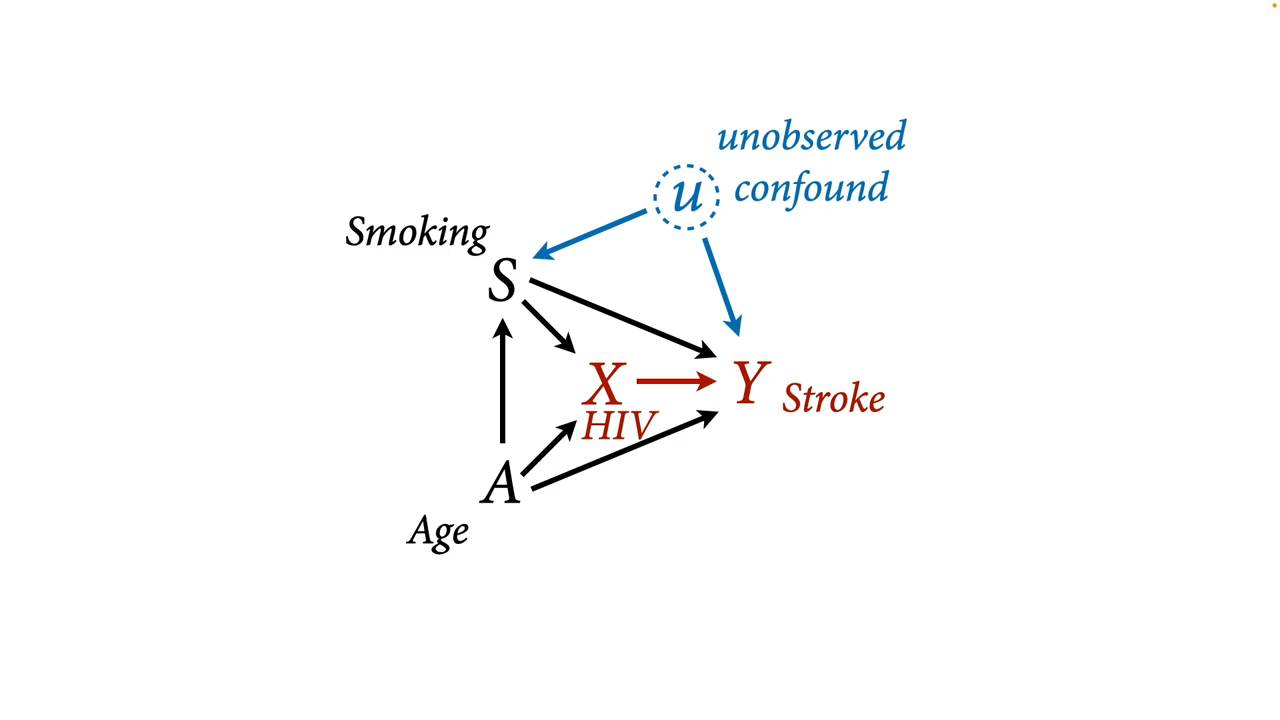 unobserved
confound
u
Smoking
S
X
HIV
Y
Stroke
A
Age